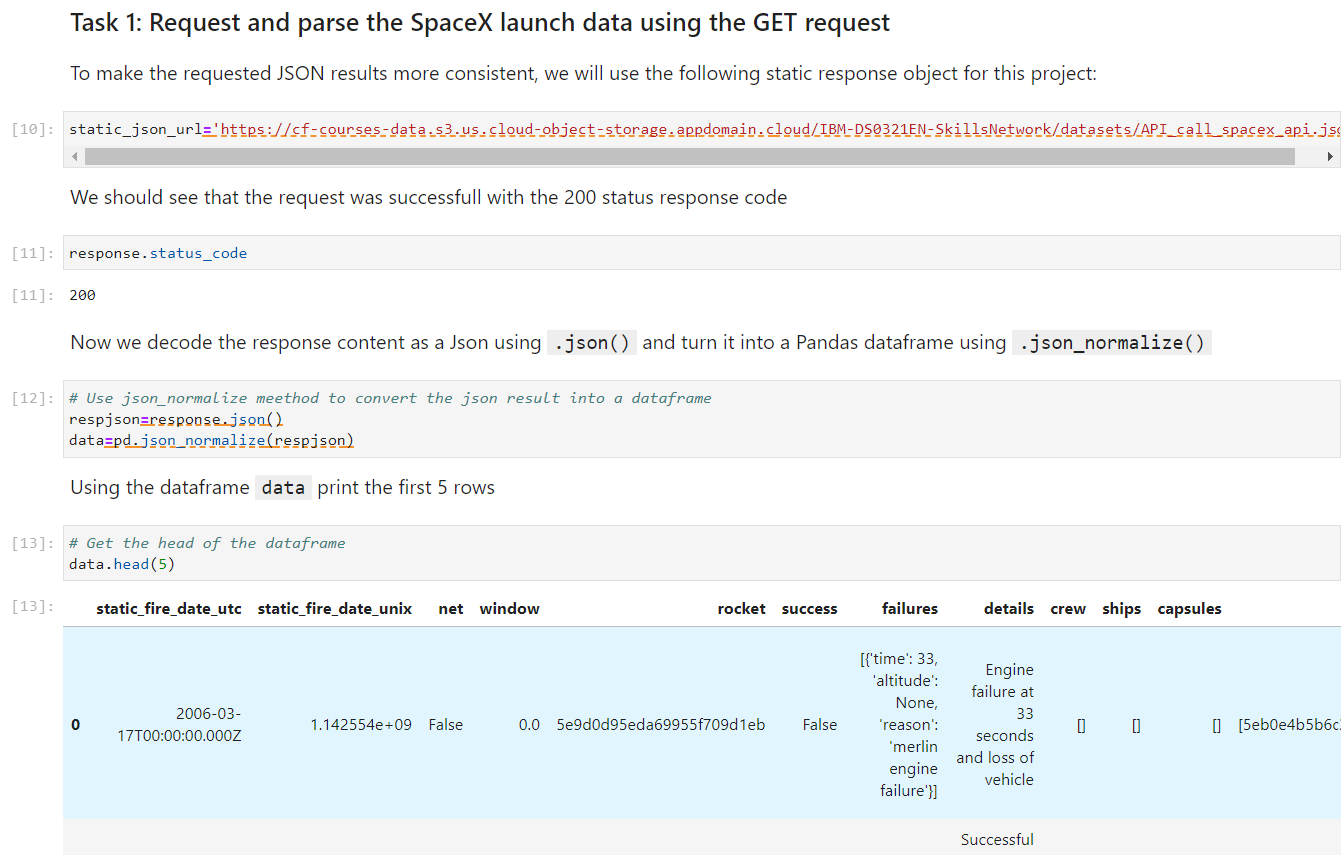 Task 1: Request and parse the SpaceX launch data using the GET request
To make the requested JSON results more consistent, we will use the following static response object for this project:
[10]: static_json_url='https://cf-courses-data.s3.us.cloud-object-storage.appdomain.cloud/IBM-DS0321EN-SkillsNetwork/datasets/API_call_spacex_api.jso
We should see that the request was successfull with the 200 status response code
[11]: response.status_code
[11]: 200
Now we decode the response content as a Json using .json() and turn it into a Pandas dataframe using .json_normalize()
[12]: # Use json_normalize meethod to convert the json result into a dataframe
respjson=response.json()
data=pd.json_normalize(respjson)
Using the dataframe data print the first 5 rows
[13]: # Get the head of the dataframe
data.head(5)
[13]: static_fire_date_utc static_fire_date_unix net window rocket success failures details crew ships capsules
0
2006-03-
17T00:00:00.000Z
1.142554e+09
False
0.0
5e9d0d95eda69955f709d1eb
False
[{'time': 33,
'altitude':
None,
'reason':
'merlin
engine
failure'}]
Engine
failure at
33
seconds
and loss of
vehicle
[]
[]
[]
[5eb0e4b5b6c
Successful